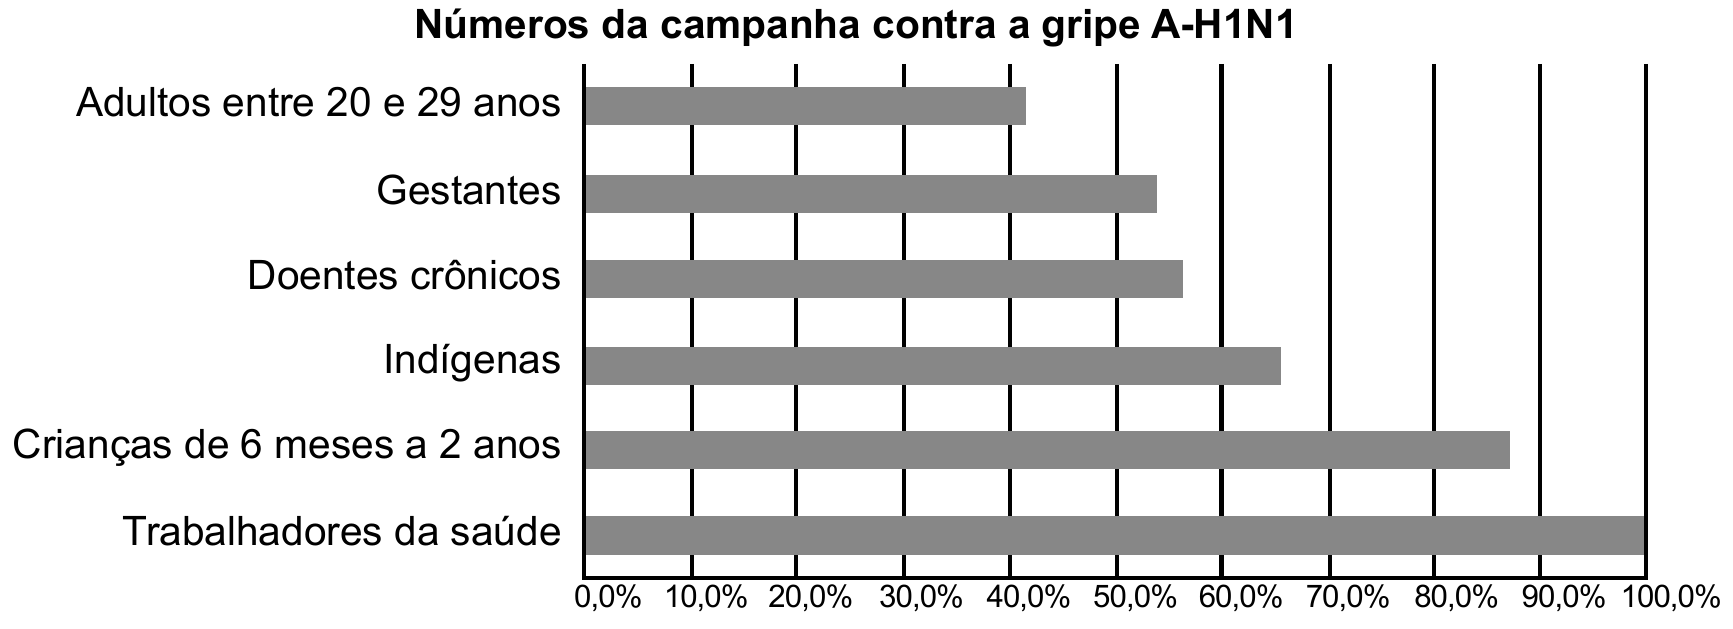 Números da campanha contra a gripe A-H1N1
Adultos entre 20 e 29 anos
Gestantes
Doentes crônicos
Indígenas
Crianças de 6 meses a 2 anos
Trabalhadores da saúde
0,0% 10,0% 20,0% 30,0% 40,0% 50,0% 60,0% 70,0% 80,0% 90,0% 100,0%